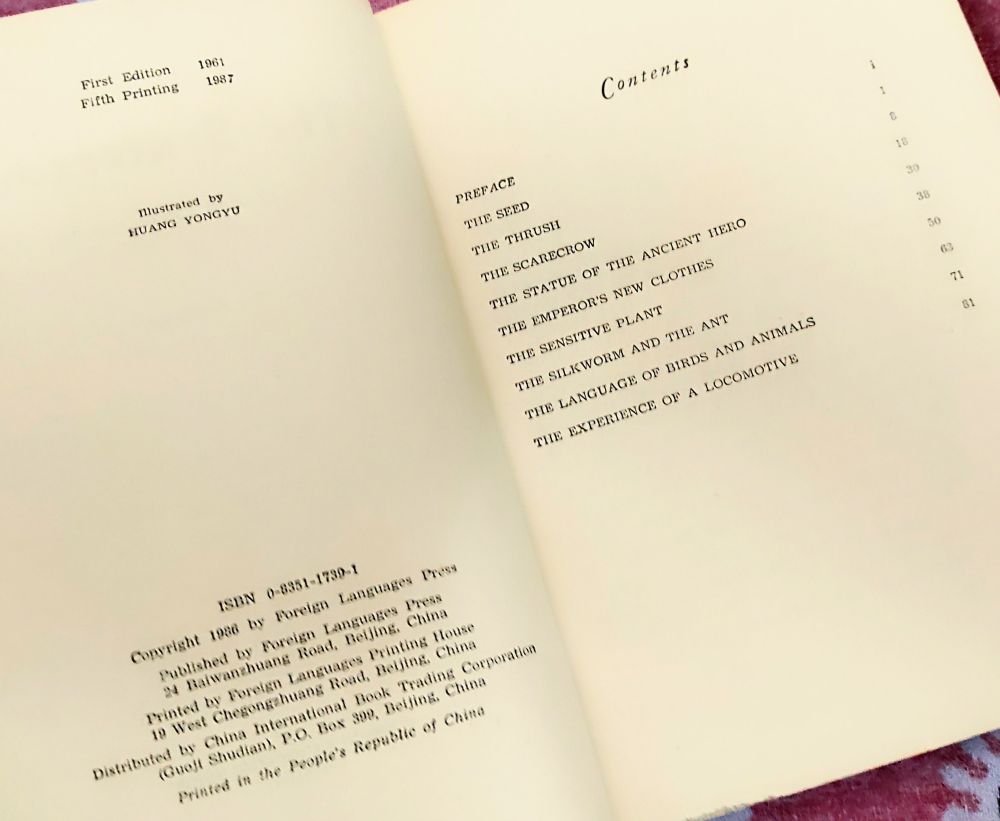 First Edition 1961
Fifth Printing 1987
Illustrated by
HUANG YONGYU
ISBN 0-8351-1739-1
Copyright 1986 by Foreign Languages Press
Published by Foreign Languages Press
24 Baiwanzhuang Road, Beijing, China
Printed by Foreign Languages Printing House
19 West Chegongzhuang Road, Beijing, China
Distributed by China International Book Trading Corporation
(Guoji Shudian), P.O. Box 399, Beijing, China
Printed in the People's Republic of China
Contents
PREFACE i
THE SEED 1
THE THRUSH 8
THE SCARECROW 18
THE STATUE OF THE ANCIENT HERO 30
THE EMPEROR'S NEW CLOTHES 38
THE SENSITIVE PLANT 50
THE SILKWORM AND THE ANT 63
THE LANGUAGE OF BIRDS AND ANIMALS 71
THE EXPERIENCE OF A LOCOMOTIVE 81